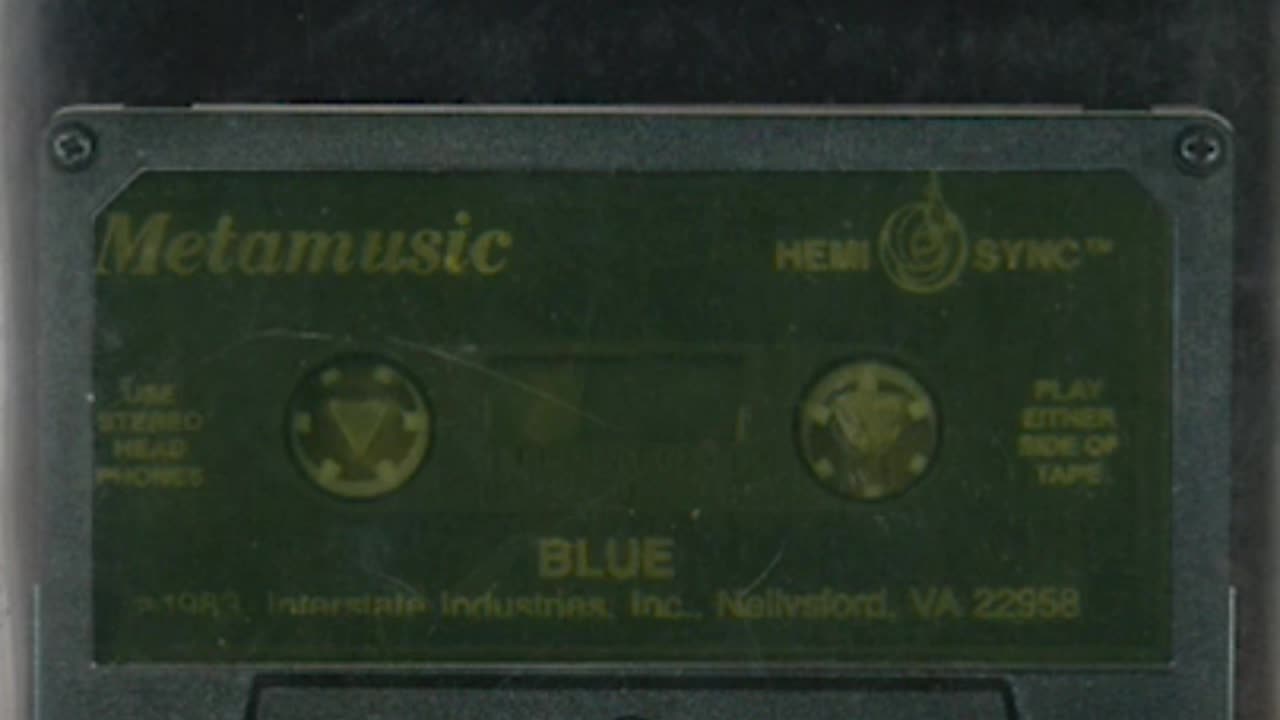 Metamusic
HEMI SYNC™
USE
STEREO
HEAD
PHONES
PLAY
EITHER
SIDE OF
TAPE
BLUE
℗1983, Interstate Industries, Inc., Nellysford, VA 22958